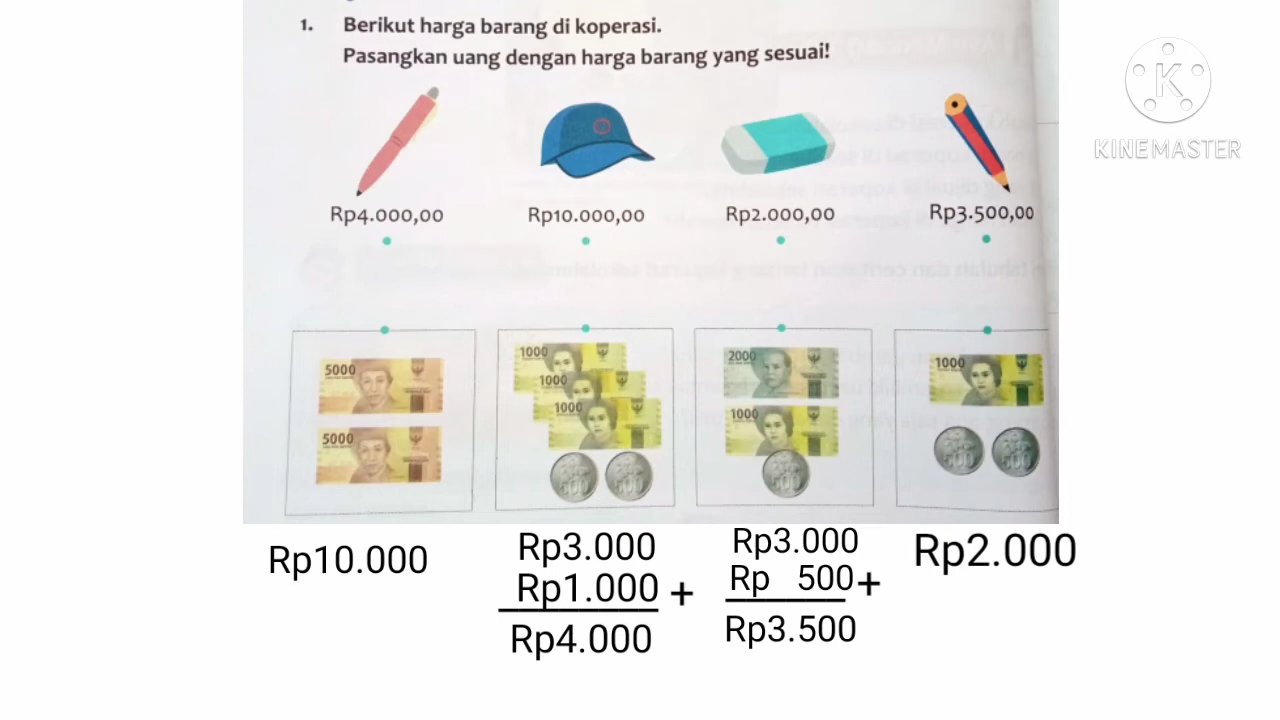 1. Berikut harga barang di koperasi.
Pasangkan uang dengan harga barang yang sesuai!
K
KINEMASTER
Rp4.000,00 Rp10.000,00 Rp2.000,00 Rp3.500,00
5000 1000 2000 1000
1000
1000 1000
5000
500 500 500 500 500
Rp10.000
Rp3.000
Rp1.000 +
Rp4.000
Rp3.000
Rp 500 +
Rp3.500
Rp2.000